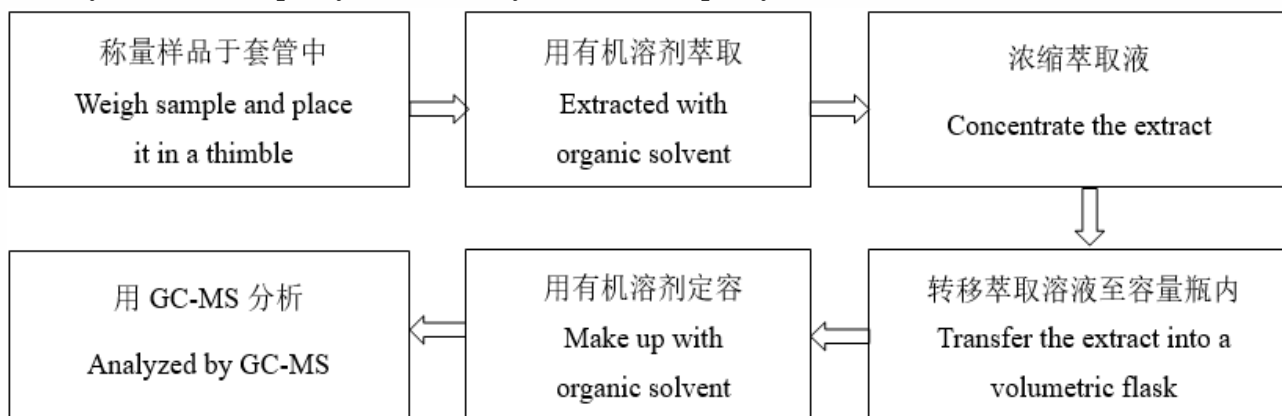 称量样品于套管中
Weigh sample and place
it in a thimble
用有机溶剂萃取
Extracted with
organic solvent
浓缩萃取液
Concentrate the extract
转移萃取溶液至容量瓶内
Transfer the extract into a
volumetric flask
用有机溶剂定容
Make up with
organic solvent
用 GC-MS 分析
Analyzed by GC-MS